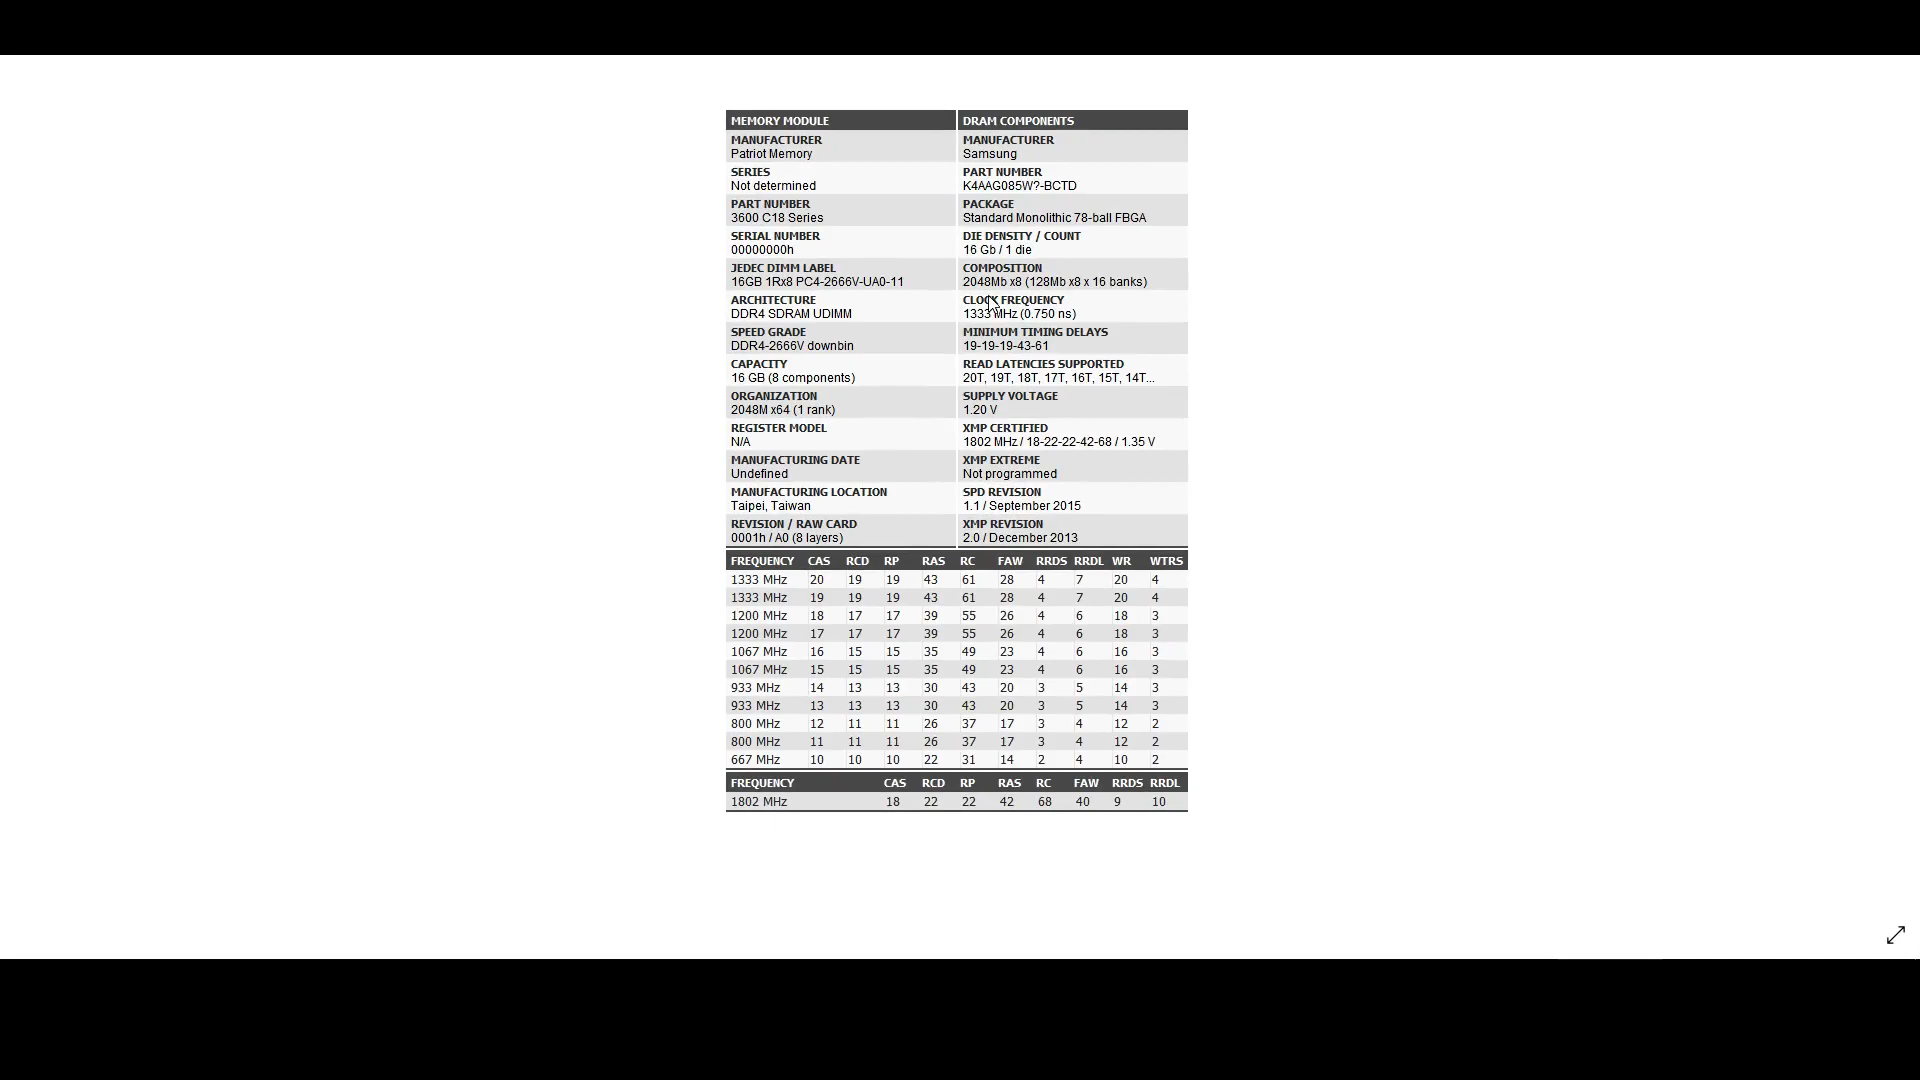 MEMORY MODULE
MANUFACTURER
Patriot Memory
SERIES
Not determined
PART NUMBER
3600 C18 Series
SERIAL NUMBER
00000000h
JEDEC DIMM LABEL
16GB 1Rx8 PC4-2666V-UA0-11
ARCHITECTURE
DDR4 SDRAM UDIMM
SPEED GRADE
DDR4-2666V downbin
CAPACITY
16 GB (8 components)
ORGANIZATION
2048M x64 (1 rank)
REGISTER MODEL
N/A
MANUFACTURING DATE
Undefined
MANUFACTURING LOCATION
Taipei, Taiwan
REVISION / RAW CARD
0001h / A0 (8 layers)
DRAM COMPONENTS
MANUFACTURER
Samsung
PART NUMBER
K4AAG085W?-BCTD
PACKAGE
Standard Monolithic 78-ball FBGA
DIE DENSITY / COUNT
16 Gb / 1 die
COMPOSITION
2048Mb x8 (128Mb x8 x 16 banks)
CLOCK FREQUENCY
1333 MHz (0.750 ns)
MINIMUM TIMING DELAYS
19-19-19-43-61
READ LATENCIES SUPPORTED
20T, 19T, 18T, 17T, 16T, 15T, 14T...
SUPPLY VOLTAGE
1.20 V
XMP CERTIFIED
1802 MHz / 18-22-22-42-68 / 1.35 V
XMP EXTREME
Not programmed
SPD REVISION
1.1 / September 2015
XMP REVISION
2.0 / December 2013
FREQUENCY CAS RCD RP RAS RC FAW RRDS RRDL WR WTRS
1333 MHz 20 19 19 43 61 28 4 7 20 4
1333 MHz 19 19 19 43 61 28 4 7 20 4
1200 MHz 18 17 17 39 55 26 4 6 18 3
1200 MHz 17 17 17 39 55 26 4 6 18 3
1067 MHz 16 15 15 35 49 23 4 6 16 3
1067 MHz 15 15 15 35 49 23 4 6 16 3
933 MHz 14 13 13 30 43 20 3 5 14 3
933 MHz 13 13 13 30 43 20 3 5 14 3
800 MHz 12 11 11 26 37 17 3 4 12 2
800 MHz 11 11 11 26 37 17 3 4 12 2
667 MHz 10 10 10 22 31 14 2 4 10 2
FREQUENCY CAS RCD RP RAS RC FAW RRDS RRDL
1802 MHz 18 22 22 42 68 40 9 10